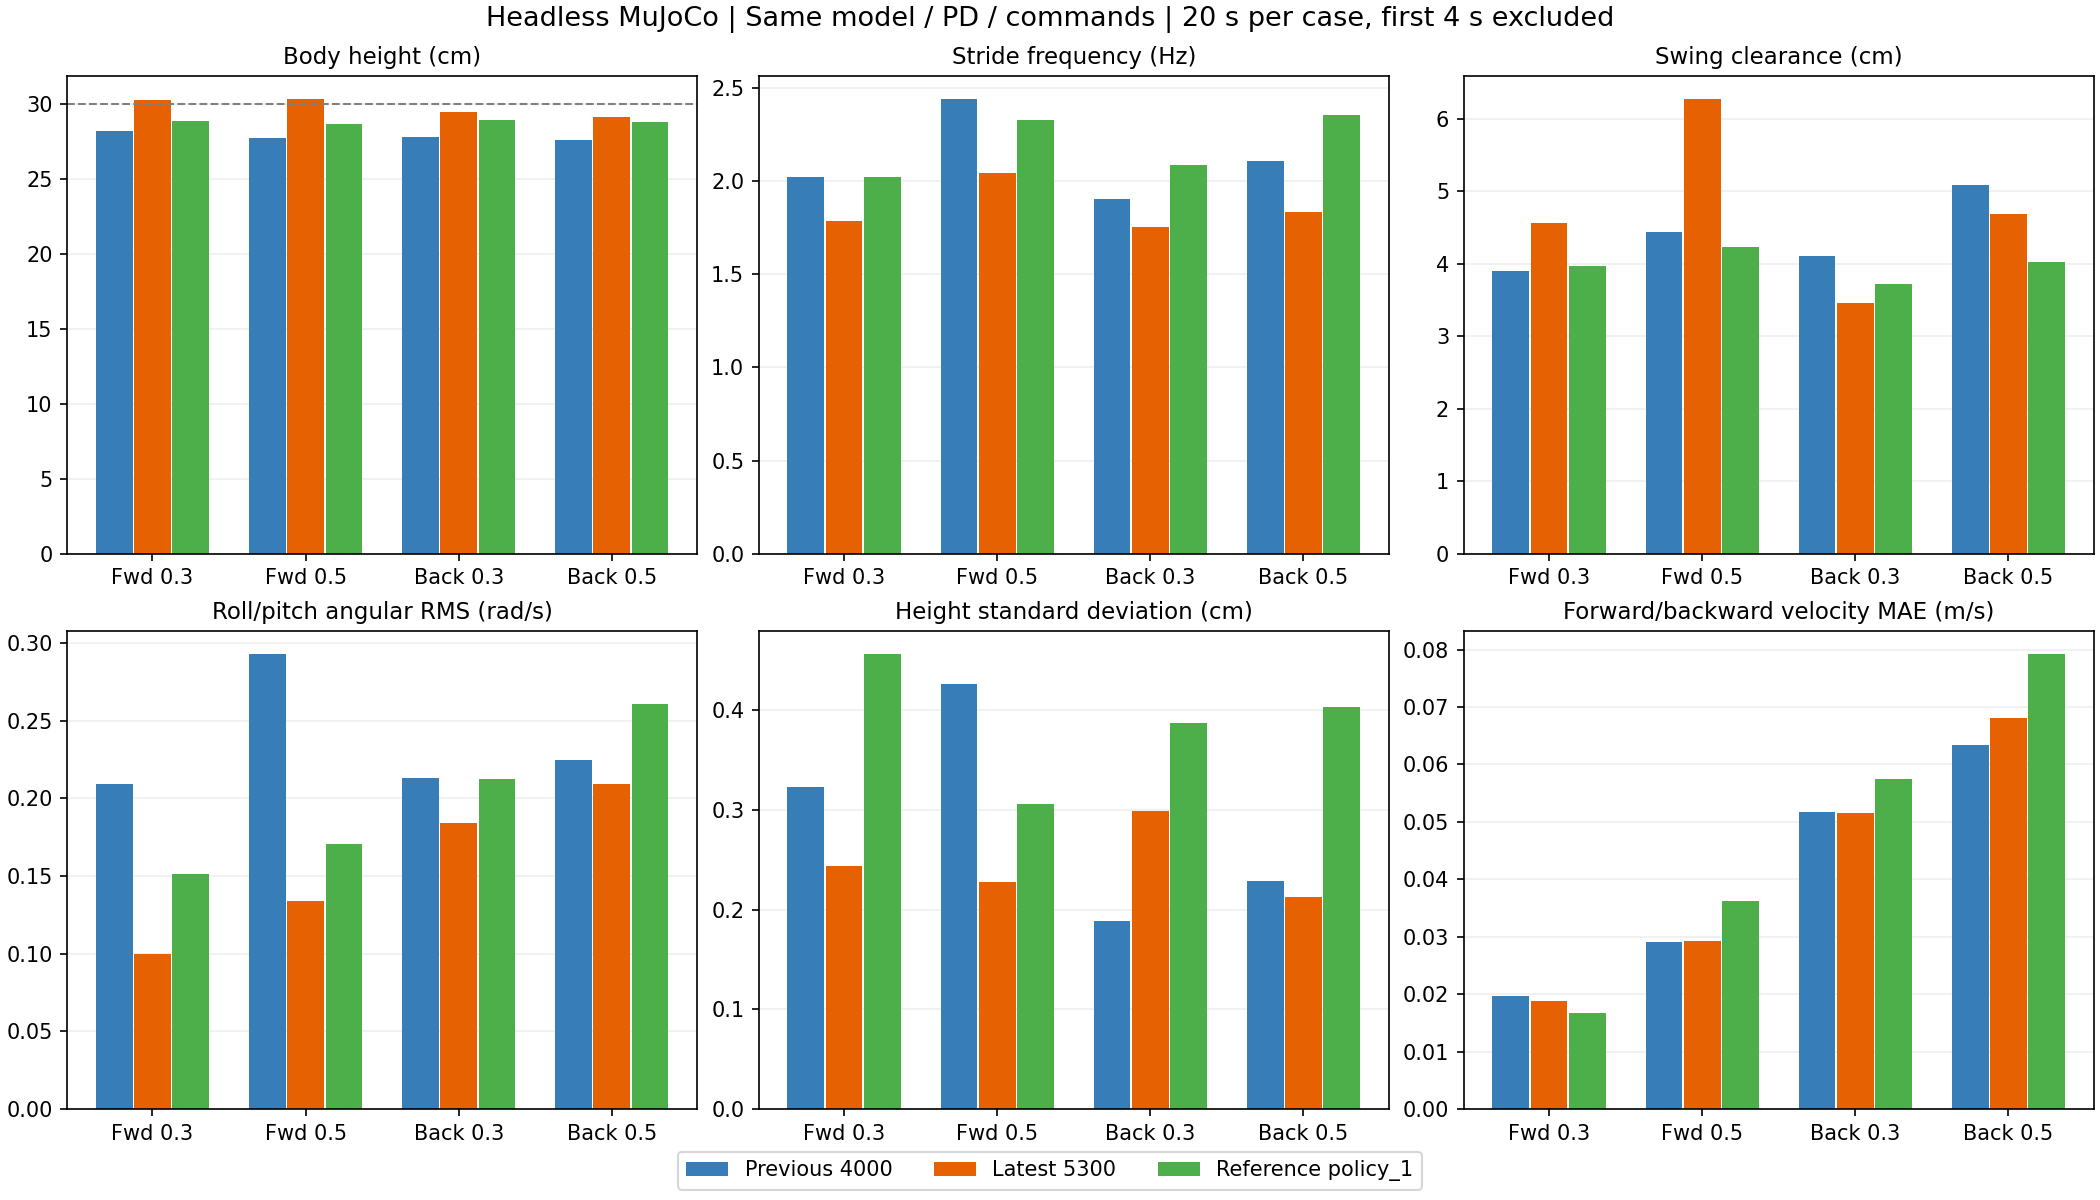 Headless MuJoCo | Same model / PD / commands | 20 s per case, first 4 s excluded
Body height (cm)
30
25
20
15
10
5
0
Fwd 0.3 Fwd 0.5 Back 0.3 Back 0.5
Stride frequency (Hz)
2.5
2.0
1.5
1.0
0.5
0.0
Fwd 0.3 Fwd 0.5 Back 0.3 Back 0.5
Swing clearance (cm)
6
5
4
3
2
1
0
Fwd 0.3 Fwd 0.5 Back 0.3 Back 0.5
Roll/pitch angular RMS (rad/s)
0.30
0.25
0.20
0.15
0.10
0.05
0.00
Fwd 0.3 Fwd 0.5 Back 0.3 Back 0.5
Height standard deviation (cm)
0.4
0.3
0.2
0.1
0.0
Fwd 0.3 Fwd 0.5 Back 0.3 Back 0.5
Forward/backward velocity MAE (m/s)
0.08
0.07
0.06
0.05
0.04
0.03
0.02
0.01
0.00
Fwd 0.3 Fwd 0.5 Back 0.3 Back 0.5
Previous 4000 Latest 5300 Reference policy_1